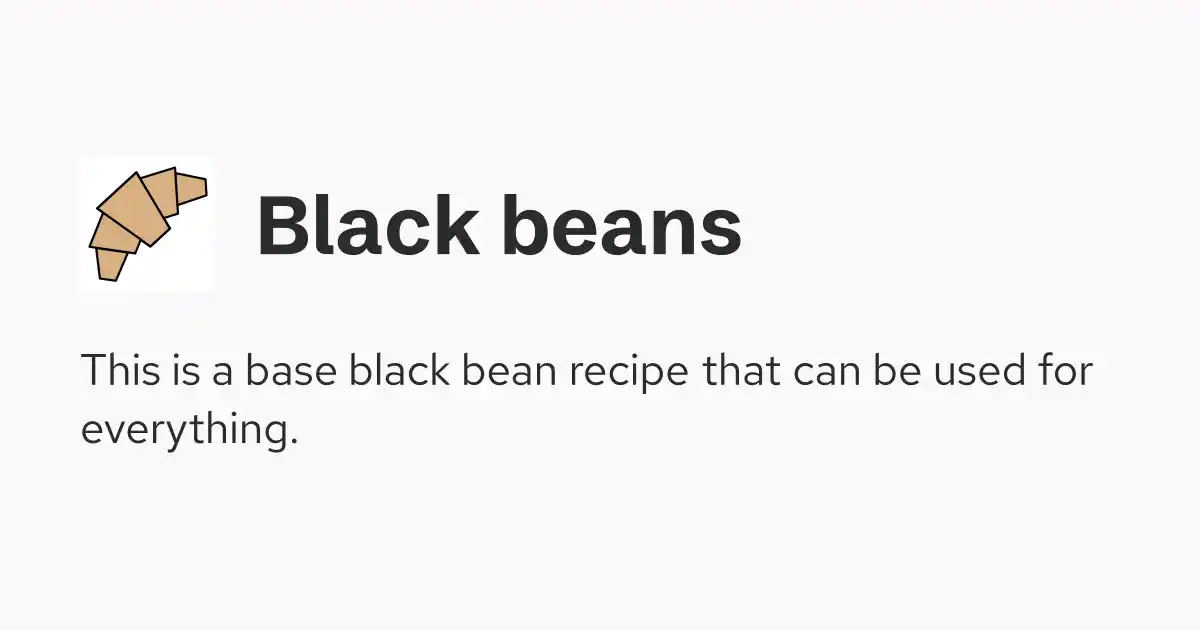 Black beans
This is a base black bean recipe that can be used for
everything.